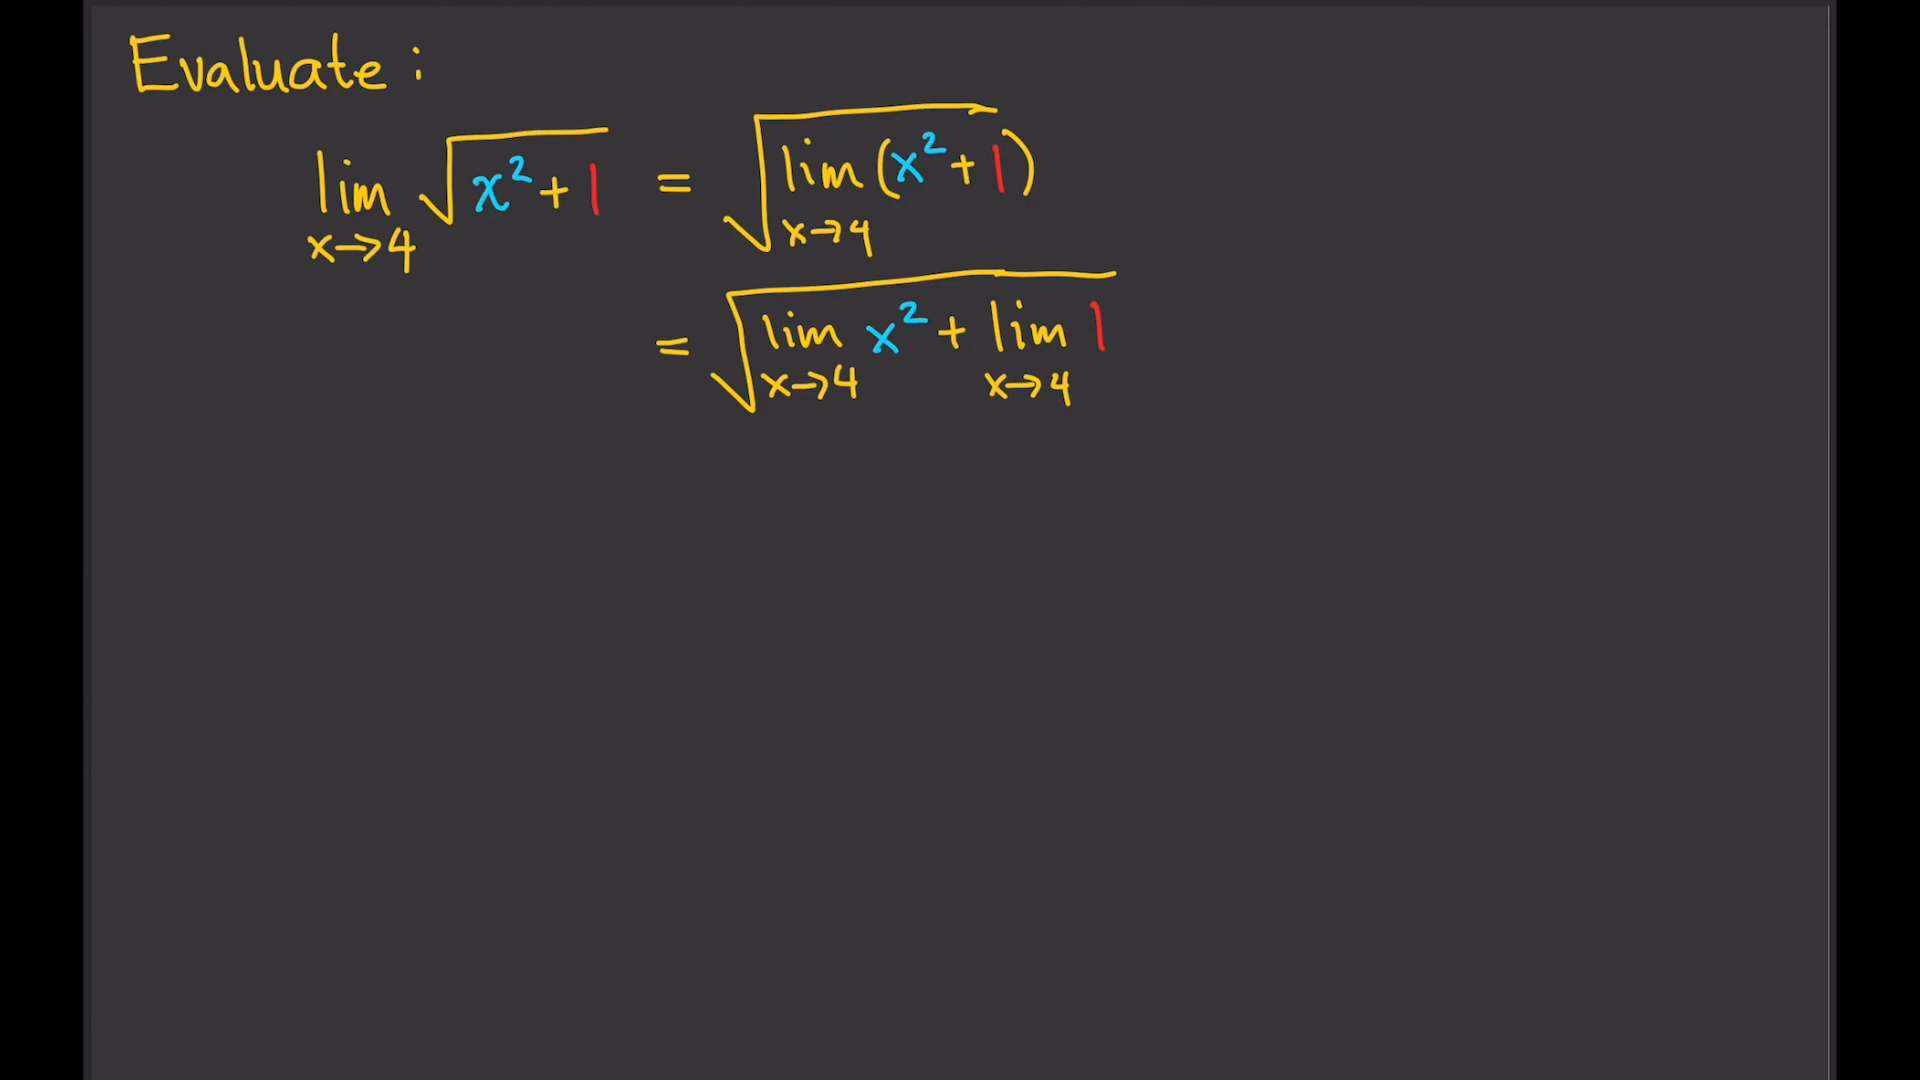 Evaluate:
lim x→4 √(x²+1) = √(lim x→4 (x²+1))
= √(lim x→4 x² + lim x→4 1)